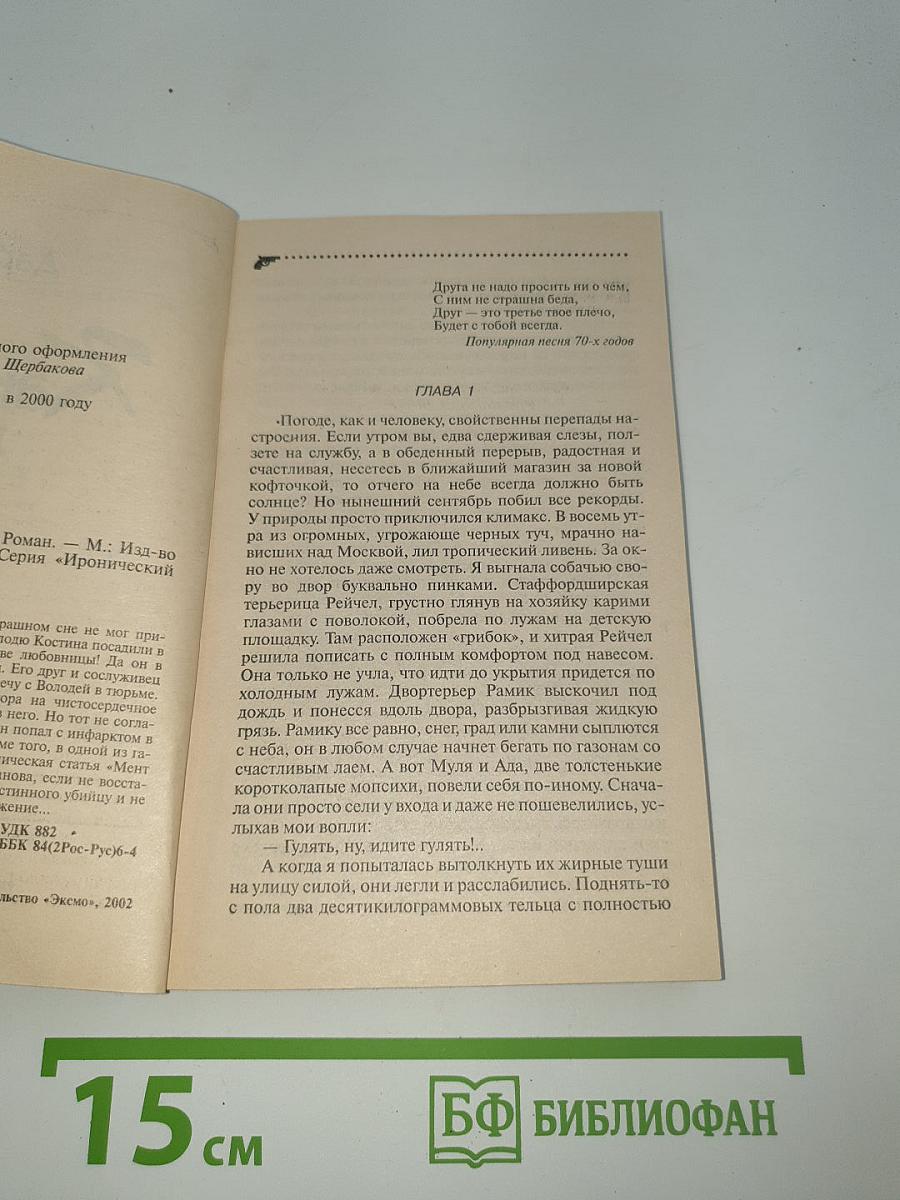 ного оформления
Щербакова
в 2000 году
Роман. — М.: Изд-во
Серия «Иронический
рашном сне не мог при-
лодю Костина посадили в
ве любовницы! Да он в
Его друг и сослуживец
ечу с Володей в тюрьме.
ора на чистосердечное
в него. Но тот не согла-
н попал с инфарктом в
ме того, в одной из га-
ическая статья «Мент
анова, если не восста-
стинного убийцу и не
жение...
УДК 882
ББК 84(2Рос-Рус)6-4
льство «Эксмо», 2002
Друга не надо просить ни о чем,
С ним не страшна беда,
Друг — это третье твое плечо,
Будет с тобой всегда.
Популярная песня 70-х годов
ГЛАВА 1
Погоде, как и человеку, свойственны перепады на-
строения. Если утром вы, едва сдерживая слезы, пол-
зете на службу, а в обеденный перерыв, радостная и
счастливая, несетесь в ближайший магазин за новой
кофточкой, то отчего на небе всегда должно быть
солнце? Но нынешний сентябрь побил все рекорды.
У природы просто приключился климакс. В восемь ут-
ра из огромных, угрожающе черных туч, мрачно на-
висших над Москвой, лил тропический ливень. За ок-
но не хотелось даже смотреть. Я выгнала собачью сво-
ру во двор буквально пинками. Стаффордширская
терьерица Рейчел, грустно глянув на хозяйку карими
глазами с поволокой, побрела по лужам на детскую
площадку. Там расположен «грибок», и хитрая Рейчел
решила пописать с полным комфортом под навесом.
Она только не учла, что идти до укрытия придется по
холодным лужам. Двортерьер Рамик выскочил под
дождь и понесся вдоль двора, разбрызгивая жидкую
грязь. Рамику все равно, снег, град или камни сыплются
с неба, он в любом случае начнет бегать по газонам со
счастливым лаем. А вот Муля и Ада, две толстенькие
коротколапые мопсихи, повели себя по-иному. Снача-
ла они просто сели у входа и даже не пошевелились, ус-
лыхав мои вопли:
— Гулять, ну, идите гулять!..
А когда я попыталась вытолкнуть их жирные туши
на улицу силой, они легли и расслабились. Поднять-то
с пола два десятикилограммовых тельца с полностью
15 см
БФ БИБЛИОФАН